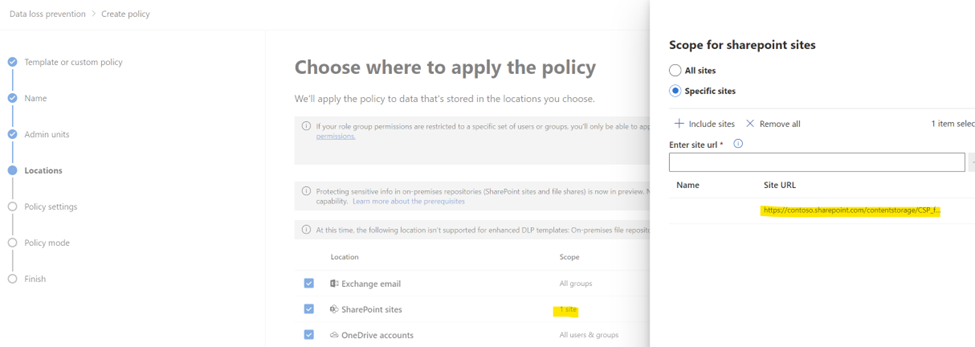 Data loss prevention > Create policy
Template or custom policy
Name
Admin units
Locations
Policy settings
Policy mode
Finish
Choose where to apply the policy
We'll apply the policy to data that's stored in the locations you choose.
If your role group permissions are restricted to a specific set of users or groups, you'll only be able to app
permissions.
Protecting sensitive info in on-premises repositories (SharePoint sites and file shares) is now in preview. N
capability. Learn more about the prerequisites
At this time, the following location isn't supported for enhanced DLP templates: On-premises file reposito
Location Scope
Exchange email All groups
SharePoint sites 1 site
OneDrive accounts All users & groups
Scope for sharepoint sites
All sites
Specific sites
Include sites Remove all 1 item selec
Enter site url *
Name Site URL
https://contoso.sharepoint.com/contentstorage/CSP_f...